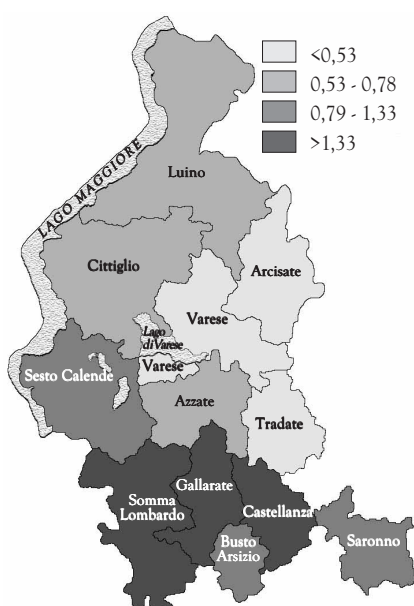 <0,53
0,53 - 0,78
0,79 - 1,33
>1,33
LAGO MAGGIORE
Luino
Cittiglio
Arcisate
Varese
Lago
di Varese
Varese
Sesto Calende
Azzate
Tradate
Gallarate
Somma
Lombardo
Castellanza
Busto
Arsizio
Saronno